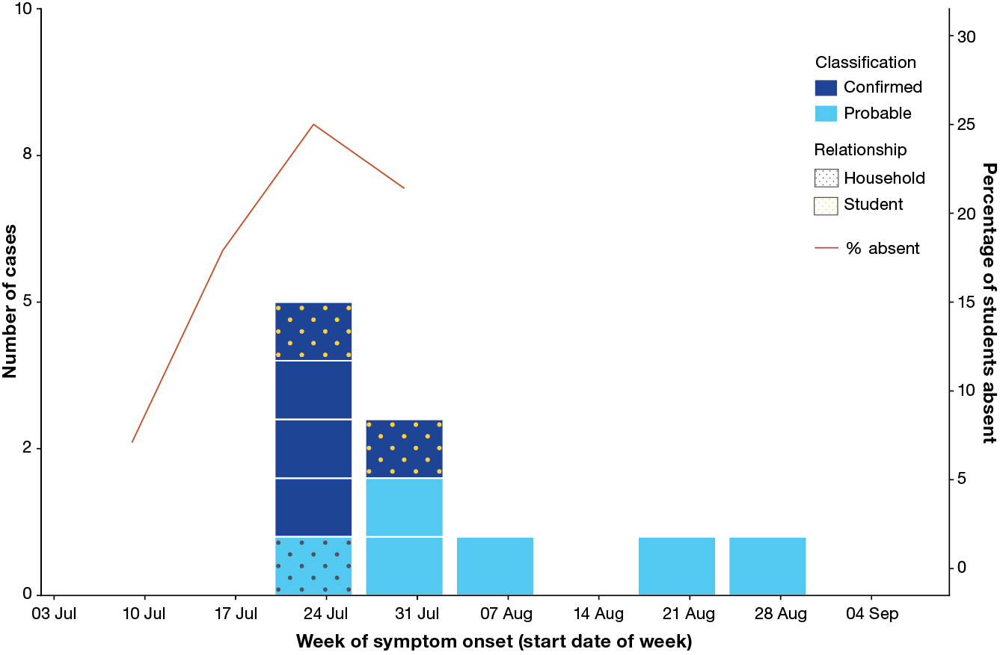 10
8
5
2
0
Number of cases
30
25
20
15
10
5
0
Percentage of students absent
Classification
Confirmed
Probable
Relationship
Household
Student
% absent
03 Jul 10 Jul 17 Jul 24 Jul 31 Jul 07 Aug 14 Aug 21 Aug 28 Aug 04 Sep
Week of symptom onset (start date of week)